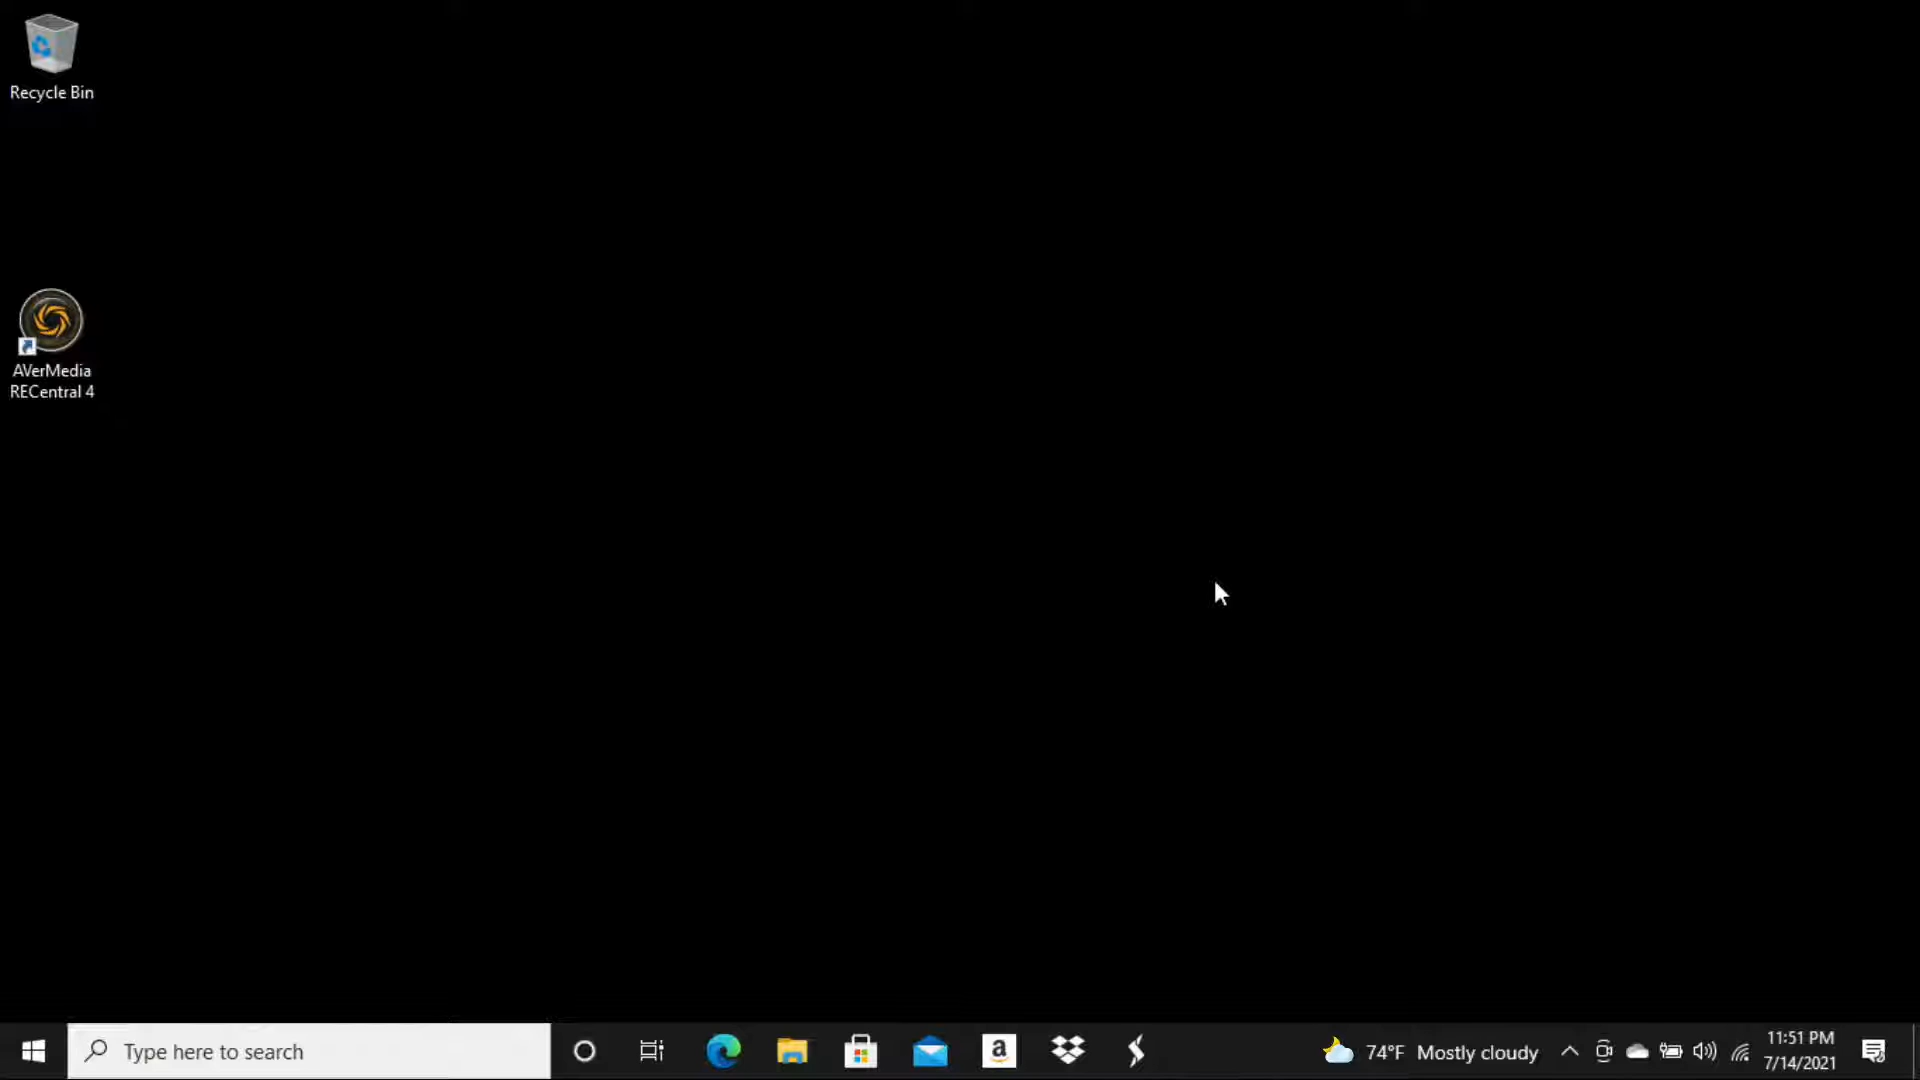 Recycle Bin
AVerMedia
RECentral 4
Type here to search
a
74°F Mostly cloudy
11:51 PM
7/14/2021